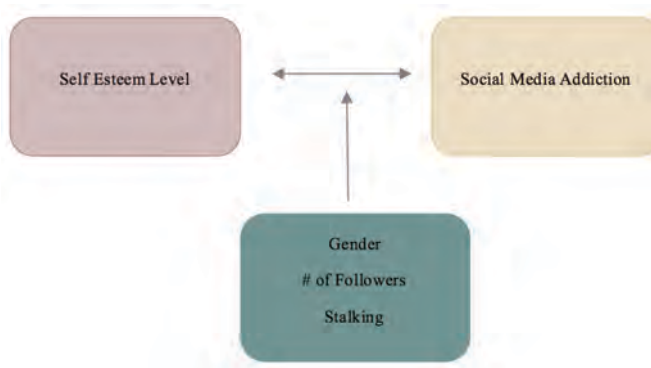 Self Esteem Level
Social Media Addiction
Gender
# of Followers
Stalking